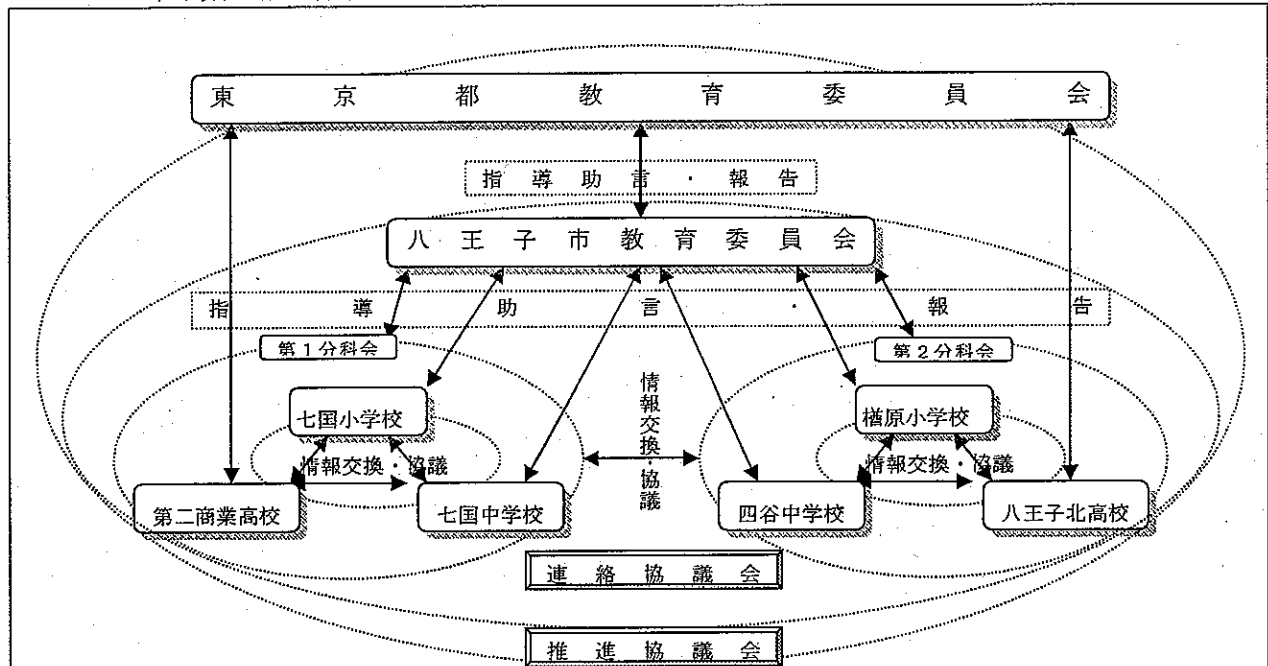 東京都教育委員会
指導助言・報告
八王子市教育委員会
指導助言・報告
第1分科会
第2分科会
情報交換・協議
七国小学校
楢原小学校
情報交換・協議
情報交換・協議
第二商業高校
七国中学校
四谷中学校
八王子北高校
連絡協議会
推進協議会